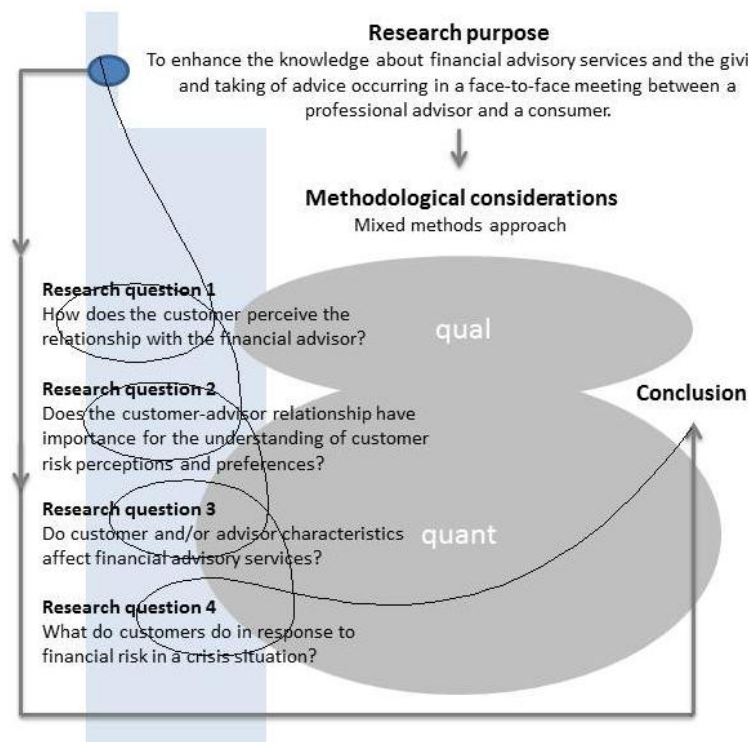 Research purpose
To enhance the knowledge about financial advisory services and the givi
and taking of advice occurring in a face-to-face meeting between a
professional advisor and a consumer.
Methodological considerations
Mixed methods approach
Research question 1
How does the customer perceive the
relationship with the financial advisor?
qual
Research question 2
Does the customer-advisor relationship have
importance for the understanding of customer
risk perceptions and preferences?
Conclusion
Research question 3
Do customer and/or advisor characteristics
affect financial advisory services?
quant
Research question 4
What do customers do in response to
financial risk in a crisis situation?